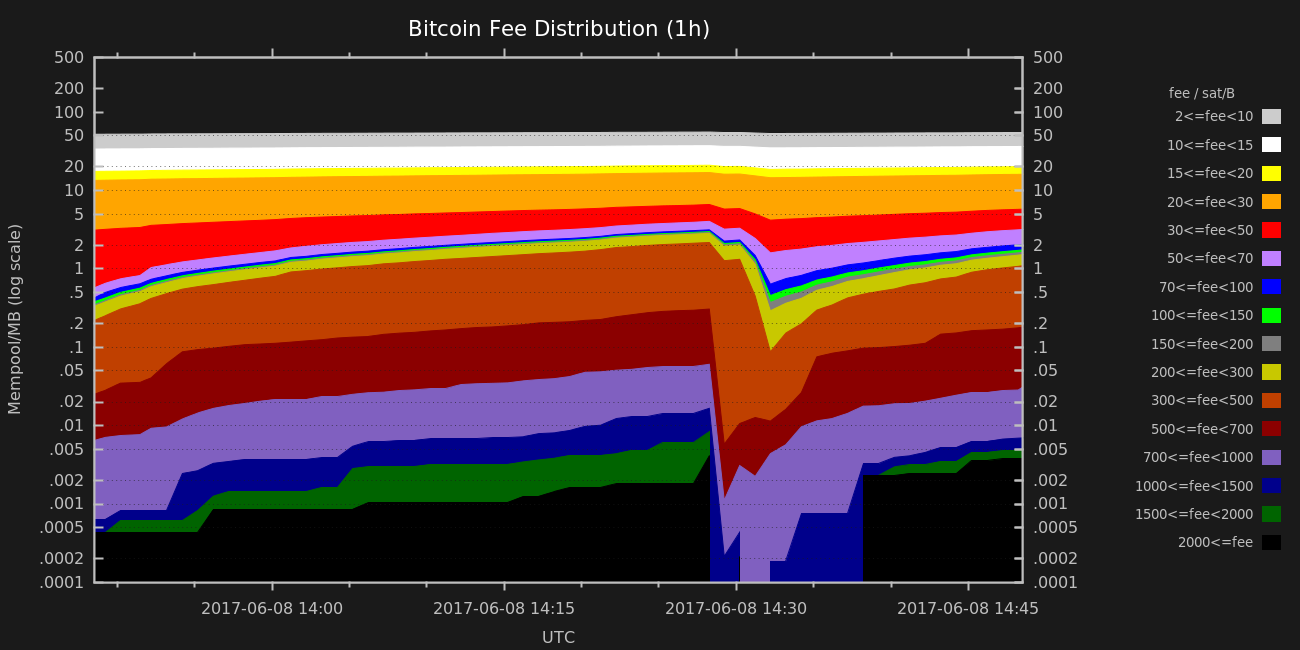 Bitcoin Fee Distribution (1h)
Mempool/MB (log scale)
500
200
100
50
20
10
5
2
1
.5
.2
.1
.05
.02
.01
.005
.002
.001
.0005
.0002
.0001
500
200
100
50
20
10
5
2
1
.5
.2
.1
.05
.02
.01
.005
.002
.001
.0005
.0002
.0001
2017-06-08 14:00
2017-06-08 14:15
2017-06-08 14:30
2017-06-08 14:45
UTC
fee / sat/B
2<=fee<10
10<=fee<15
15<=fee<20
20<=fee<30
30<=fee<50
50<=fee<70
70<=fee<100
100<=fee<150
150<=fee<200
200<=fee<300
300<=fee<500
500<=fee<700
700<=fee<1000
1000<=fee<1500
1500<=fee<2000
2000<=fee